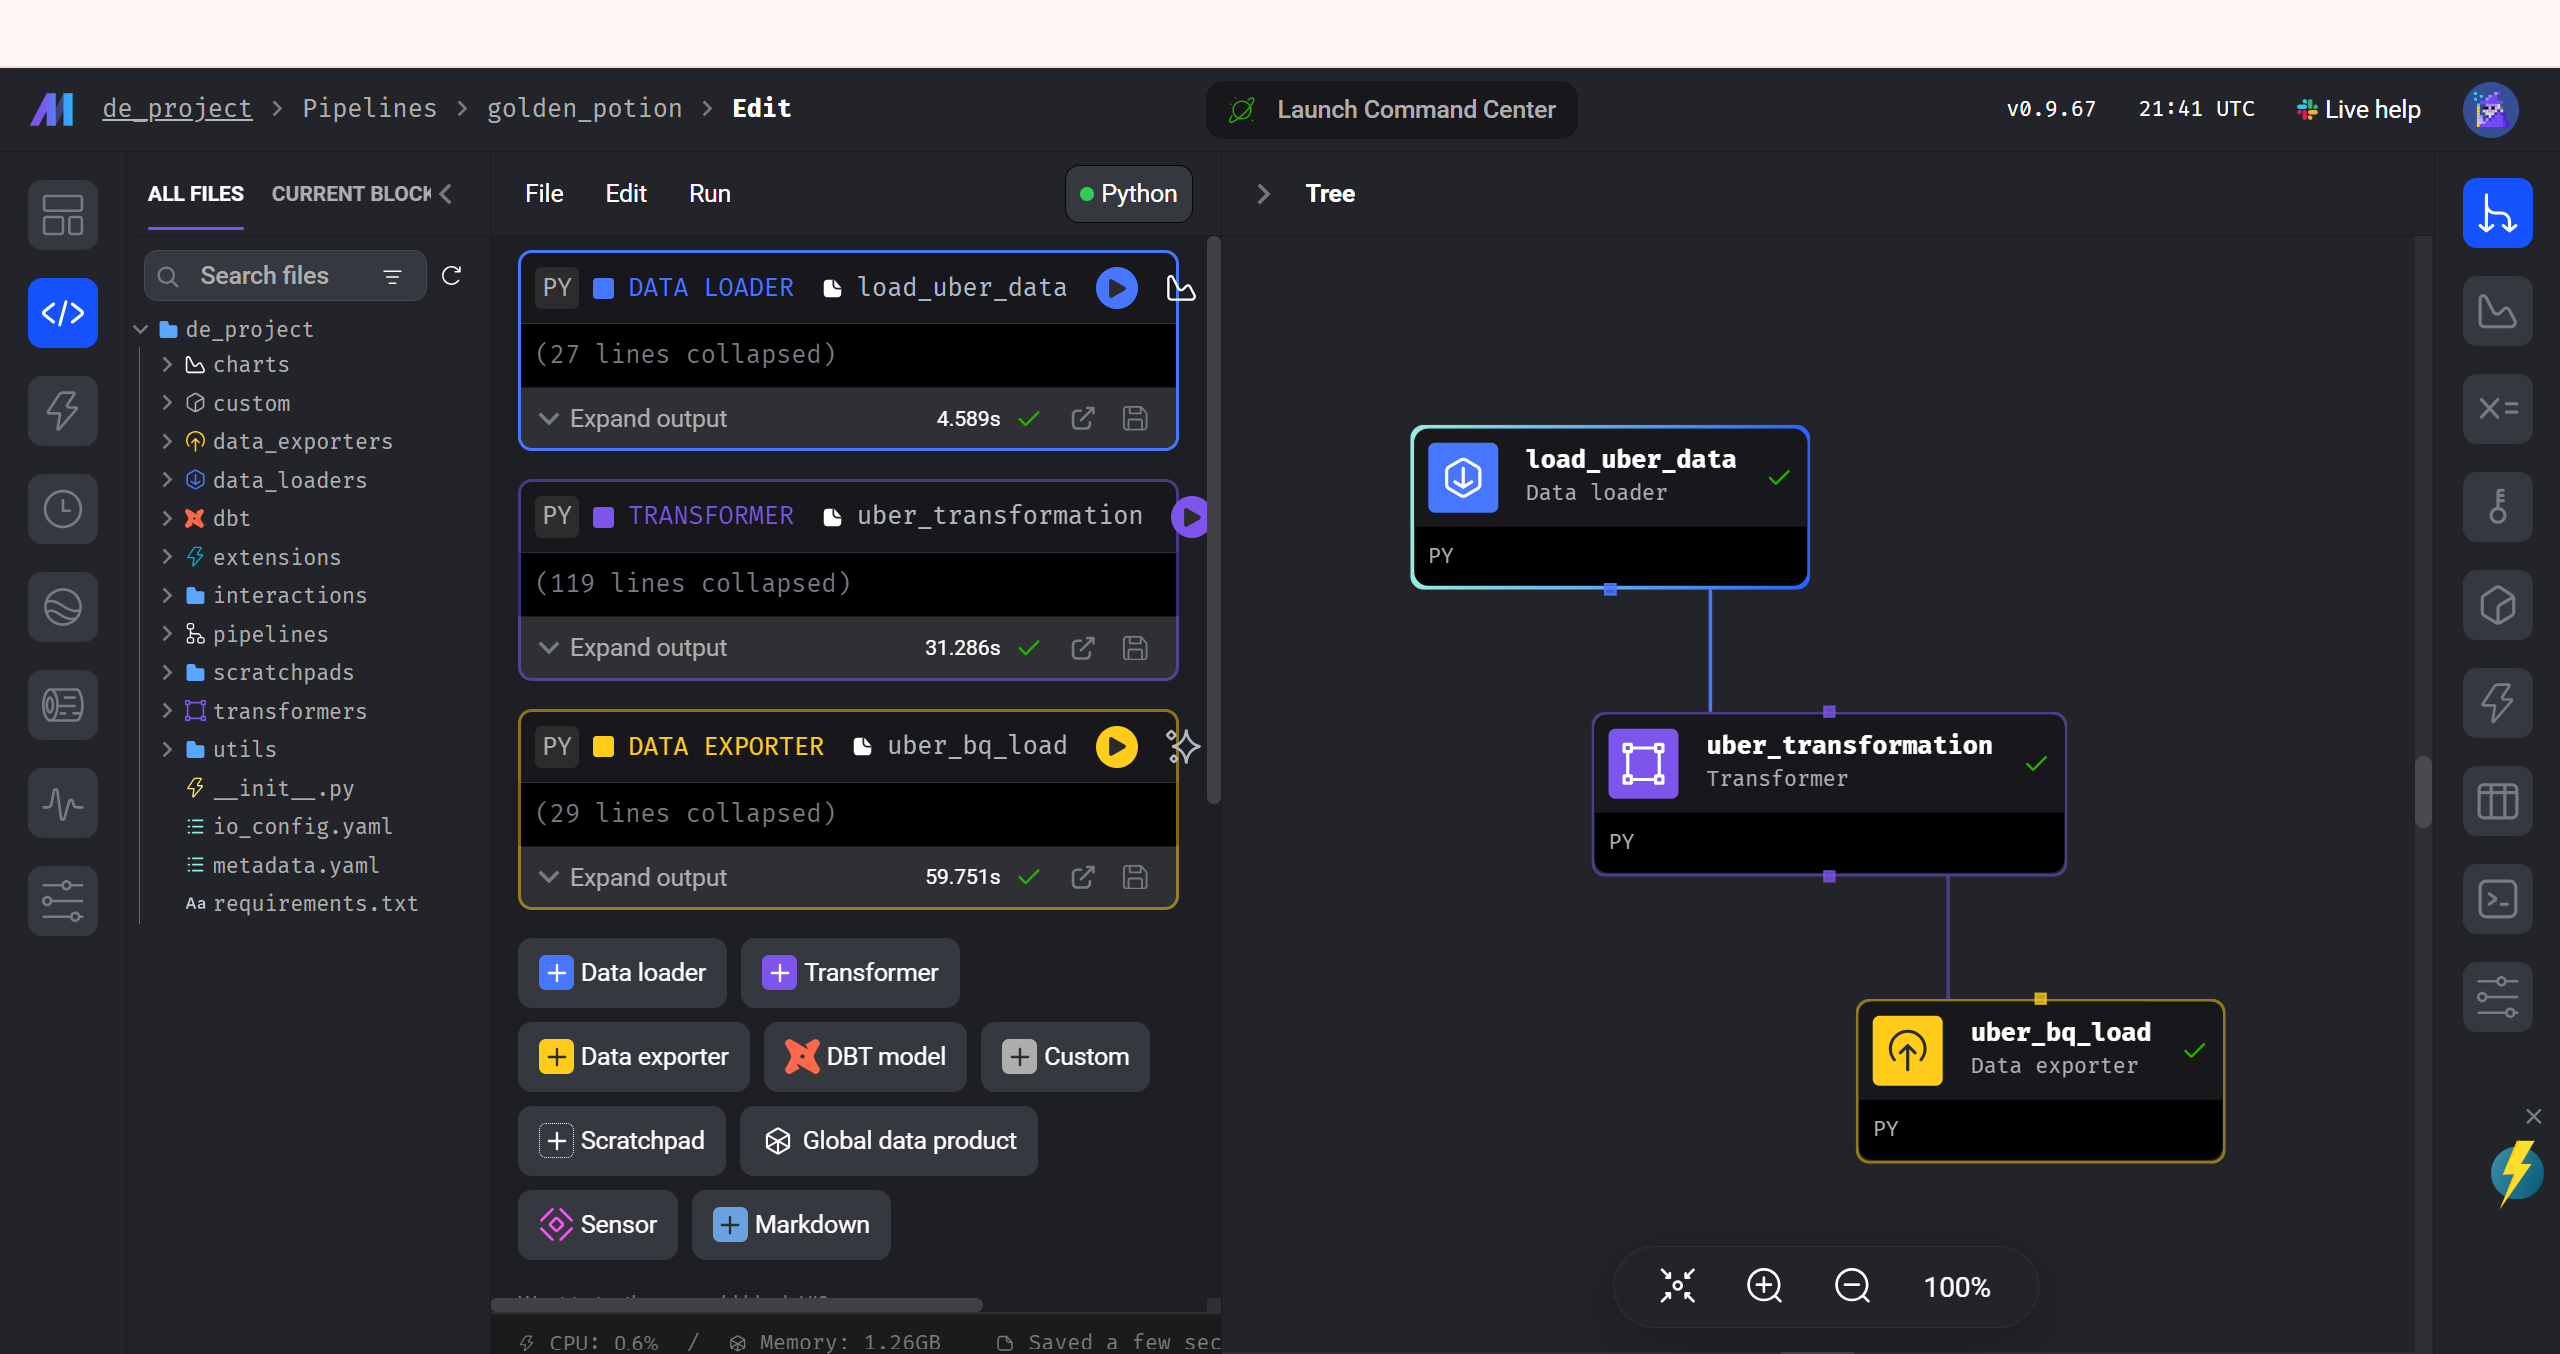 de_project > Pipelines > golden_potion > Edit
Launch Command Center
v0.9.67 21:41 UTC Live help
ALL FILES CURRENT BLOCK
Search files
de_project
charts
custom
data_exporters
data_loaders
dbt
extensions
interactions
pipelines
scratchpads
transformers
utils
__init__.py
io_config.yaml
metadata.yaml
Aa requirements.txt
File Edit Run Python
PY DATA LOADER load_uber_data
(27 lines collapsed)
Expand output 4.589s
PY TRANSFORMER uber_transformation
(119 lines collapsed)
Expand output 31.286s
PY DATA EXPORTER uber_bq_load
(29 lines collapsed)
Expand output 59.751s
Data loader Transformer
Data exporter DBT model Custom
Scratchpad Global data product
Sensor Markdown
CPU: 0.6% / Memory: 1.26GB Saved a few sec
Tree
load_uber_data
Data loader
PY
uber_transformation
Transformer
PY
uber_bq_load
Data exporter
PY
100%